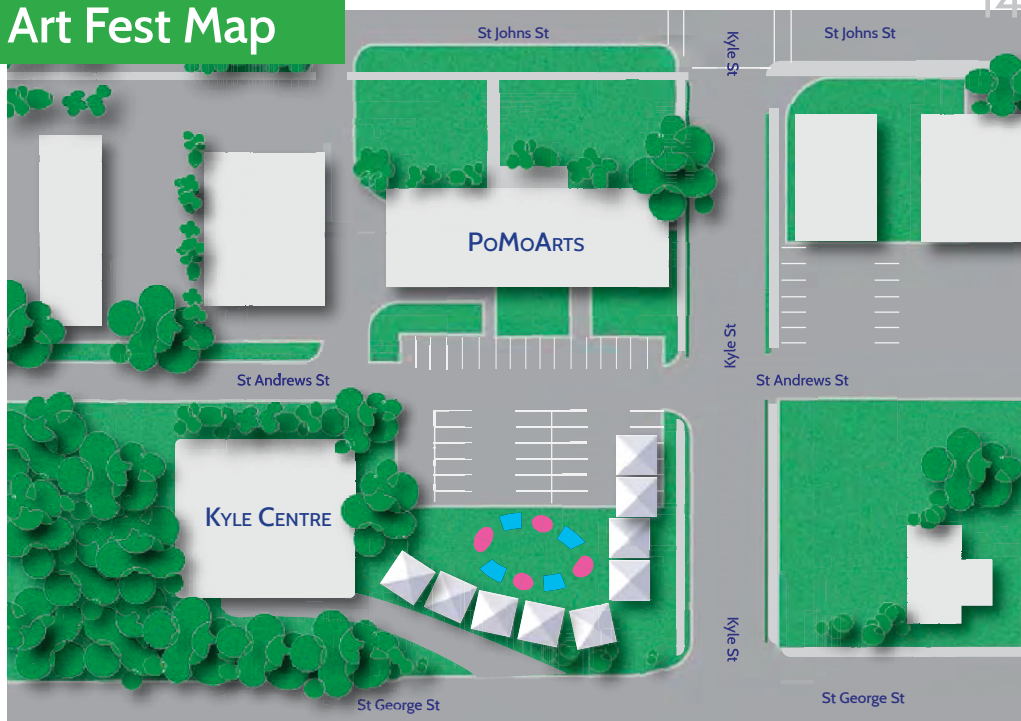 Art Fest Map
14
St Johns St
Kyle St
St Johns St
PoMoArts
Kyle St
St Andrews St
St Andrews St
Kyle Centre
Kyle St
St George St
St George St